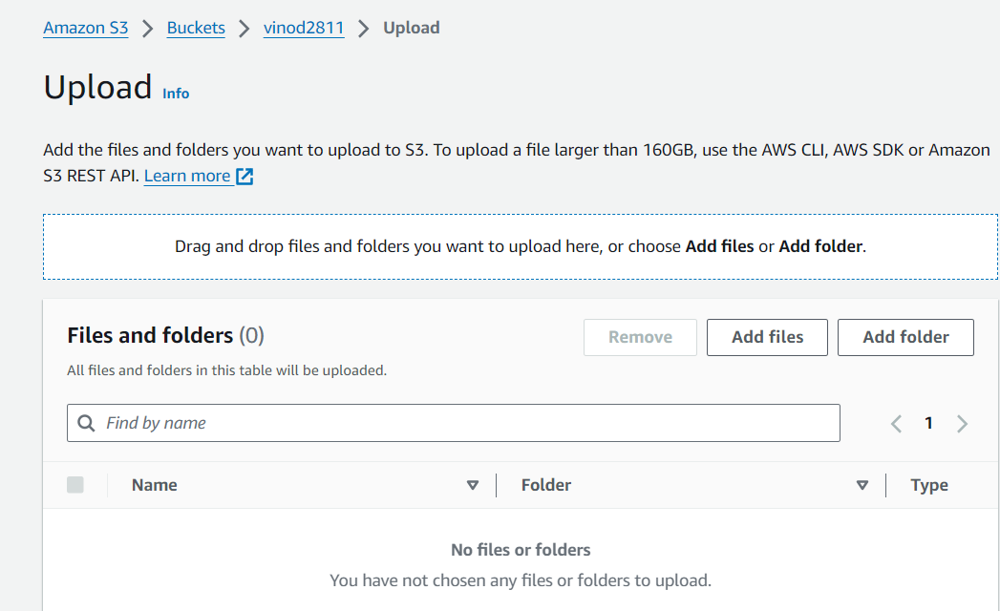 Amazon S3 > Buckets > vinod2811 > Upload
Upload Info
Add the files and folders you want to upload to S3. To upload a file larger than 160GB, use the AWS CLI, AWS SDK or Amazon
S3 REST API. Learn more
Drag and drop files and folders you want to upload here, or choose Add files or Add folder.
Files and folders (0) Remove Add files Add folder
All files and folders in this table will be uploaded.
Find by name 1
Name Folder Type
No files or folders
You have not chosen any files or folders to upload.